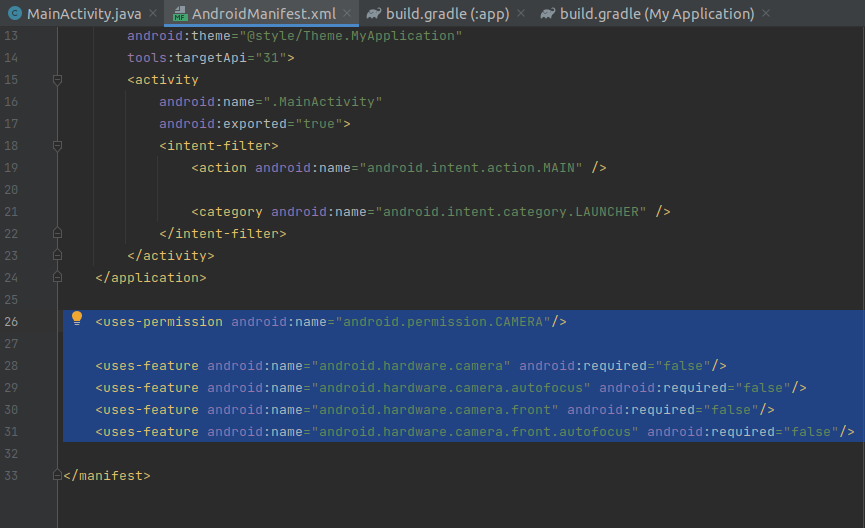 MainActivity.java AndroidManifest.xml build.gradle (:app) build.gradle (My Application)
13 android:theme="@style/Theme.MyApplication"
14 tools:targetApi="31">
15 <activity
16 android:name=".MainActivity"
17 android:exported="true">
18 <intent-filter>
19 <action android:name="android.intent.action.MAIN" />
20
21 <category android:name="android.intent.category.LAUNCHER" />
22 </intent-filter>
23 </activity>
24 </application>
25
26 <uses-permission android:name="android.permission.CAMERA"/>
27
28 <uses-feature android:name="android.hardware.camera" android:required="false"/>
29 <uses-feature android:name="android.hardware.camera.autofocus" android:required="false"/>
30 <uses-feature android:name="android.hardware.camera.front" android:required="false"/>
31 <uses-feature android:name="android.hardware.camera.front.autofocus" android:required="false"/>
32
33 </manifest>